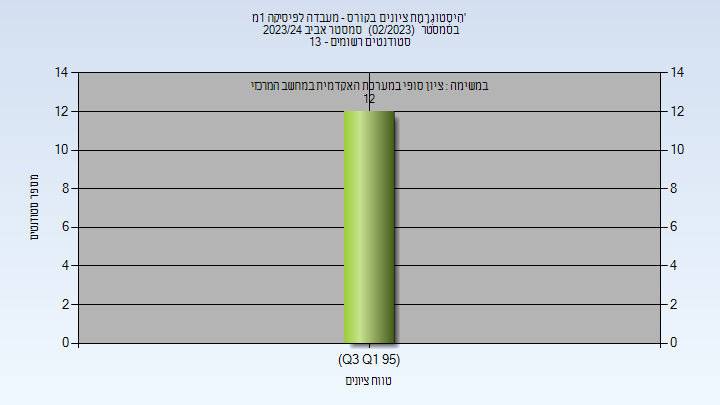 היסטוגרמת ציונים בקורס - מעבדה לפיסיקה 1מ'
בסמסטר (02/2023) סמסטר אביב 2023/24
סטודנטים רשומים - 13
במשימה : ציון סופי במערכת האקדמית במחשב המרכזי
12
14 14
12 12
10 10
8 8
6 6
4 4
2 2
0 0
מספר סטודנטים
(Q3 Q1 95)
טווח ציונים